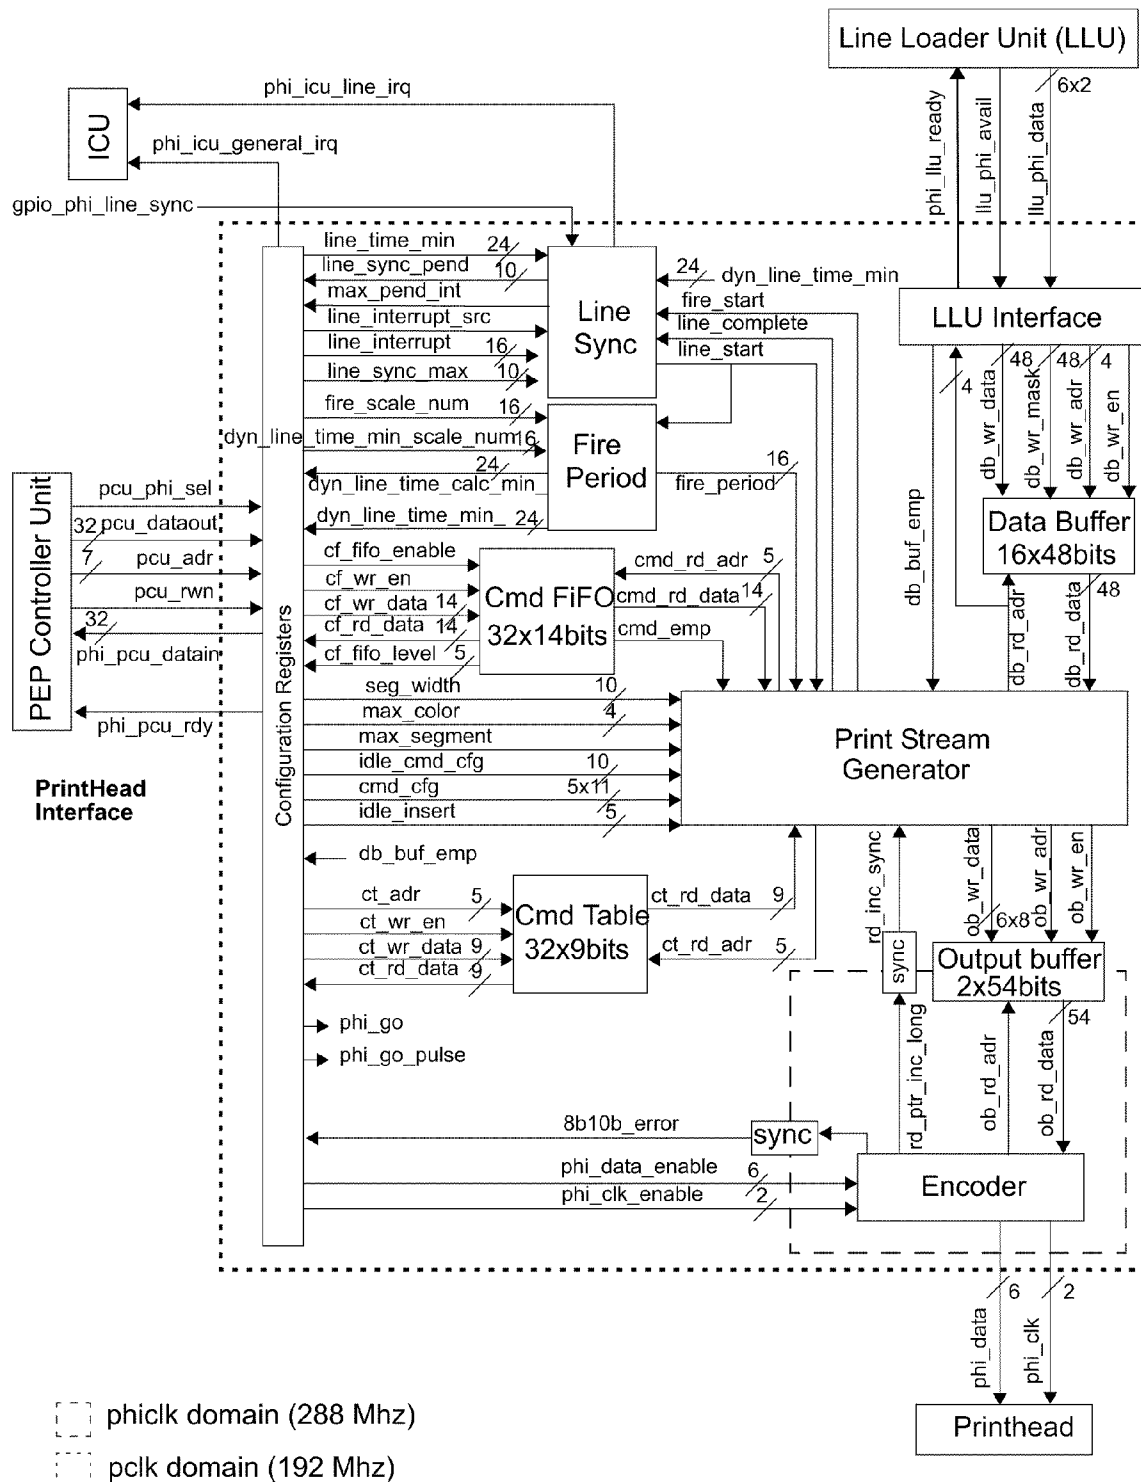 Line Loader Unit (LLU)
phi_icu_line_irq
ICU
phi_icu_general_irq
gpio_phi_line_sync
phi_llu_ready
llu_phi_avail
llu_phi_data
6x2
line_time_min 24
line_sync_pend 10
max_pend_int
line_interrupt_src
line_interrupt 16
line_sync_max 10
Line
Sync
24 dyn_line_time_min
fire_start
line_complete
line_start
LLU Interface
4
db_wr_data
48
db_wr_mask
48
db_wr_adr
4
db_wr_en
fire_scale_num 16
dyn_line_time_min_scale_num 16
24
dyn_line_time_calc_min_
dyn_line_time_min_ 24
Fire
Period
16
fire_period
PEP Controller Unit
pcu_phi_sel
32 pcu_dataout
7 pcu_adr
pcu_rwn
32
phi_pcu_datain
phi_pcu_rdy
Data Buffer
16x48bits
db_buf_emp
db_rd_adr
db_rd_data
48
cf_fifo_enable
cf_wr_en
cf_wr_data 14
cf_rd_data 14
cf_fifo_level 5
Cmd FiFO
32x14bits
cmd_rd_adr 5
cmd_rd_data 14
cmd_emp
Configuration Registers
seg_width 10
max_color 4
max_segment
idle_cmd_cfg 10
cmd_cfg 5x11
idle_insert 5
Print Stream
Generator
PrintHead
Interface
db_buf_emp
ct_adr 5
ct_wr_en
ct_wr_data 9
ct_rd_data 9
Cmd Table
32x9bits
ct_rd_data 9
ct_rd_adr 5
rd_inc_sync
ob_wr_data
6x8
ob_wr_adr
ob_wr_en
sync
Output buffer
2x54bits
54
phi_go
phi_go_pulse
rd_ptr_inc_long
ob_rd_adr
ob_rd_data
8b10b_error
sync
phi_data_enable 6
phi_clk_enable 2
Encoder
6
2
phi_data
phi_clk
Printhead
phiclk domain (288 Mhz)
pclk domain (192 Mhz)